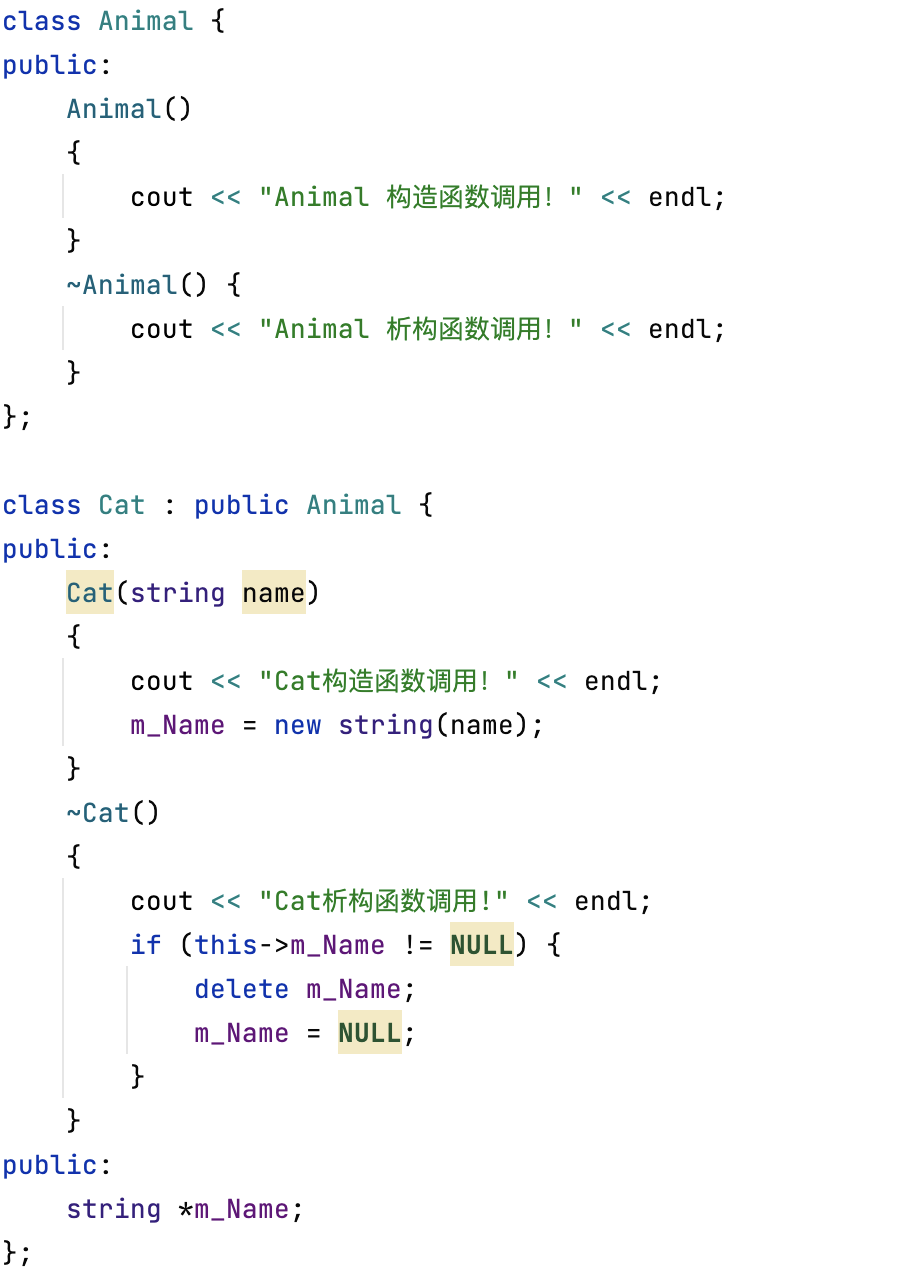 class Animal {
public:
    Animal()
    {
        cout << "Animal 构造函数调用！" << endl;
    }
    ~Animal() {
        cout << "Animal 析构函数调用！" << endl;
    }
};

class Cat : public Animal {
public:
    Cat(string name)
    {
        cout << "Cat构造函数调用！" << endl;
        m_Name = new string(name);
    }
    ~Cat()
    {
        cout << "Cat析构函数调用!" << endl;
        if (this->m_Name != NULL) {
            delete m_Name;
            m_Name = NULL;
        }
    }
public:
    string *m_Name;
};